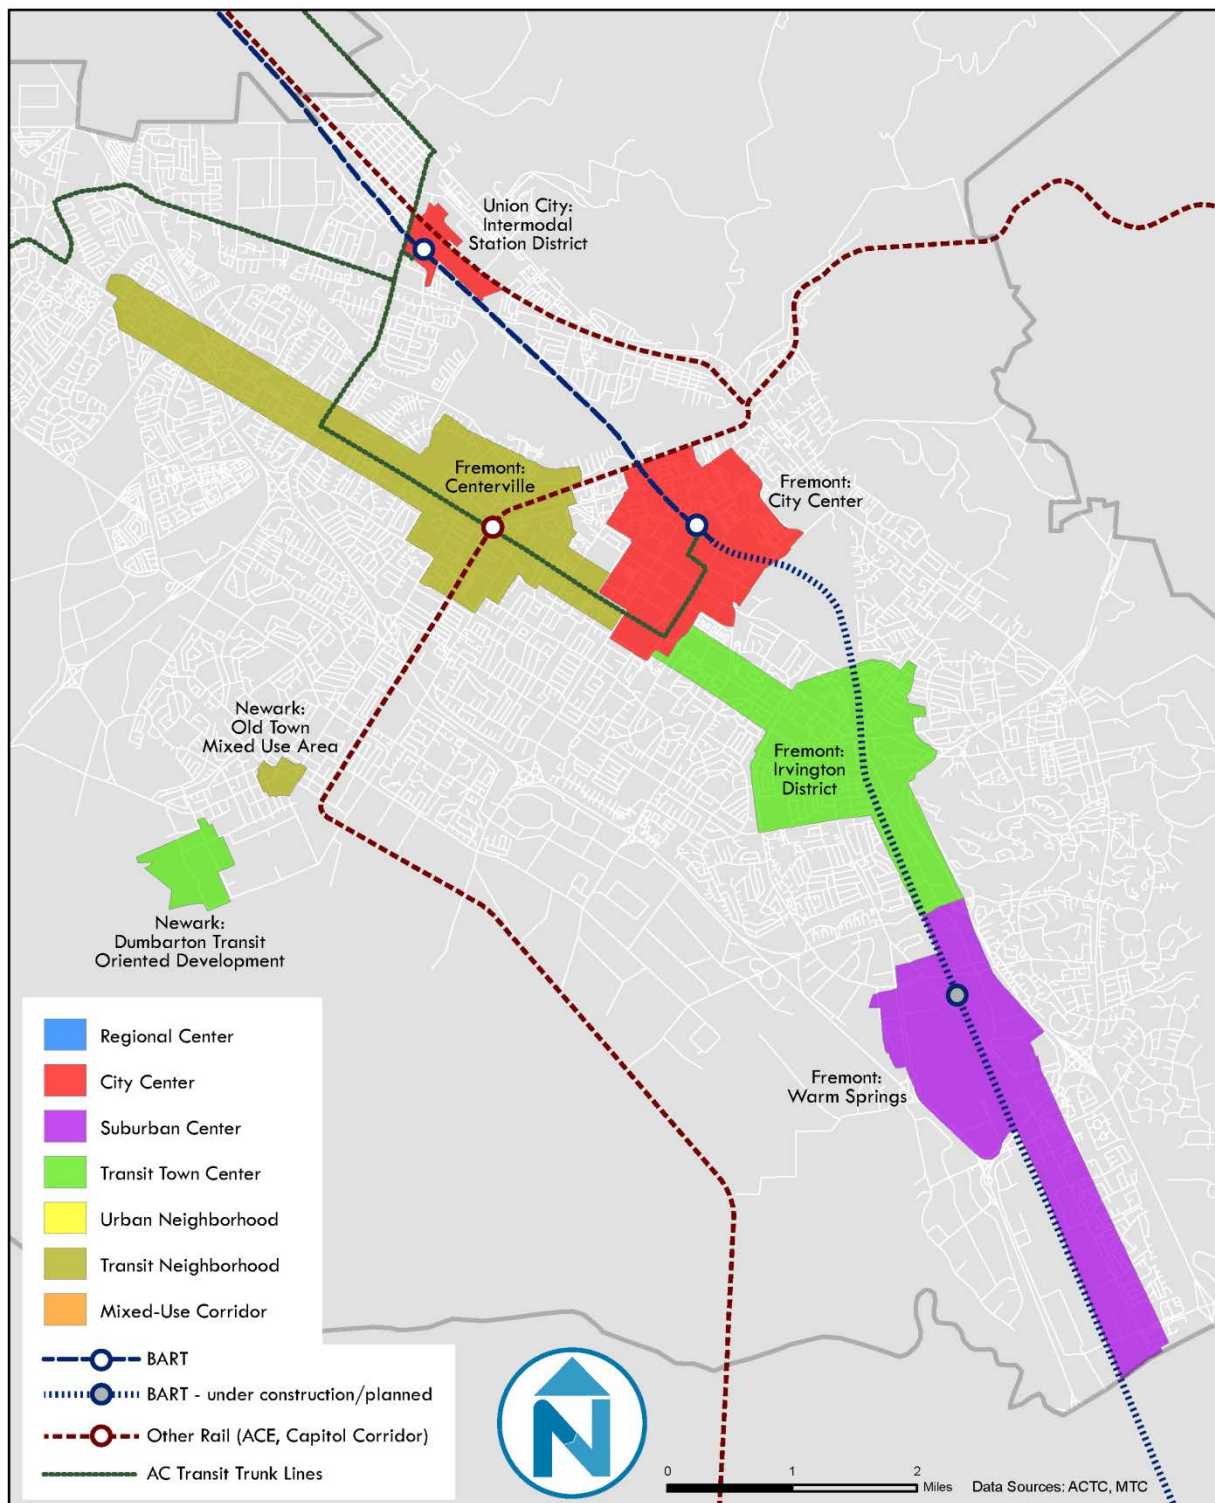 Union City:
Intermodal
Station District
Fremont:
Centerville
Fremont:
City Center
Newark:
Old Town
Mixed Use Area
Fremont:
Irvington
District
Newark:
Dumbarton Transit
Oriented Development
Fremont:
Warm Springs
Regional Center
City Center
Suburban Center
Transit Town Center
Urban Neighborhood
Transit Neighborhood
Mixed-Use Corridor
BART
BART - under construction/planned
Other Rail (ACE, Capitol Corridor)
AC Transit Trunk Lines
N
0 1 2
Miles
Data Sources: ACTC, MTC